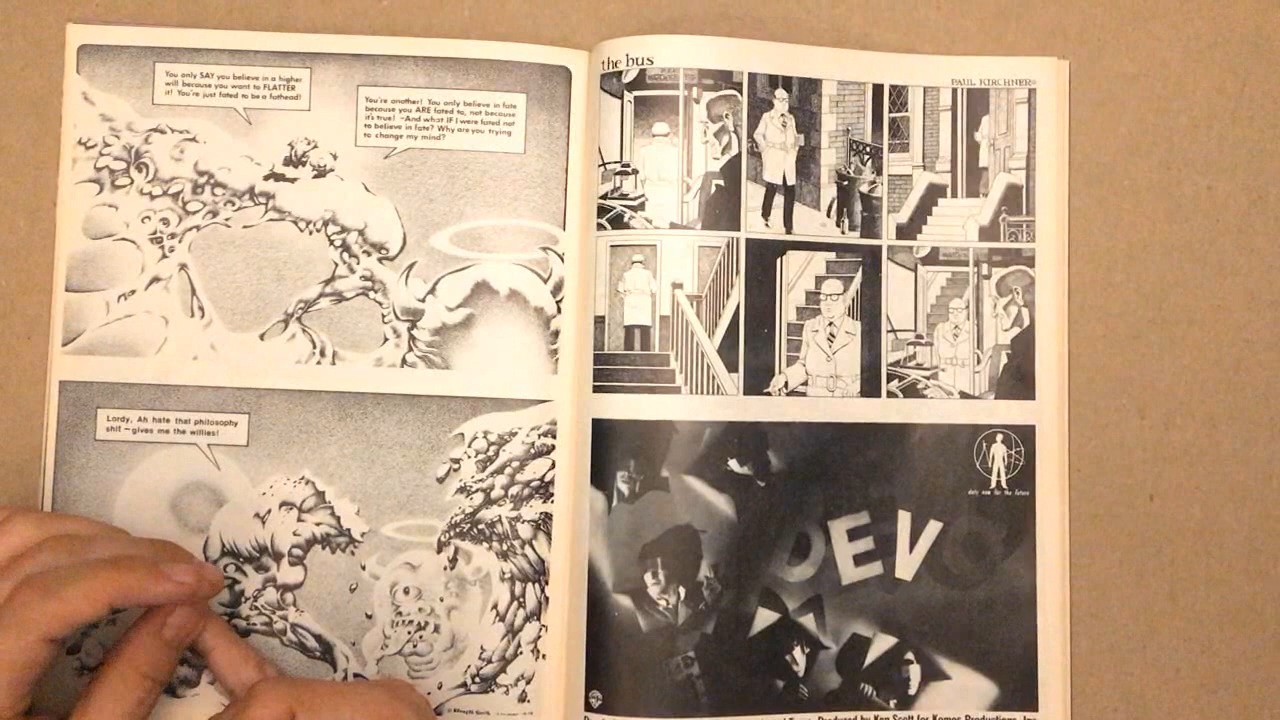 You only SAY you believe in a higher
will because you want to FLATTER
it! You're just fated to be a fathead!
You're another! You only believe in fate
because you ARE fated to, not because
it's true! –And what IF I were fated not
to believe in fate? Why are you trying
to change my mind?
Lordy, Ah hate that philosophy
shit – gives me the willies!
the bus
PAUL KIRCHNER
duty now for the future
DEVO
Produced by Ken Scott for Komos Productions, Inc.